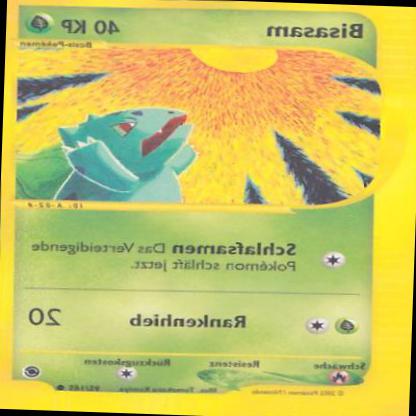 Bisasam 40 KP
Basis-Pokémon
Schlafsamen Das Verteidigende
Pokémon schläft jetzt.
Rankenhieb 20
Schwäche Resistenz Rückzugskosten